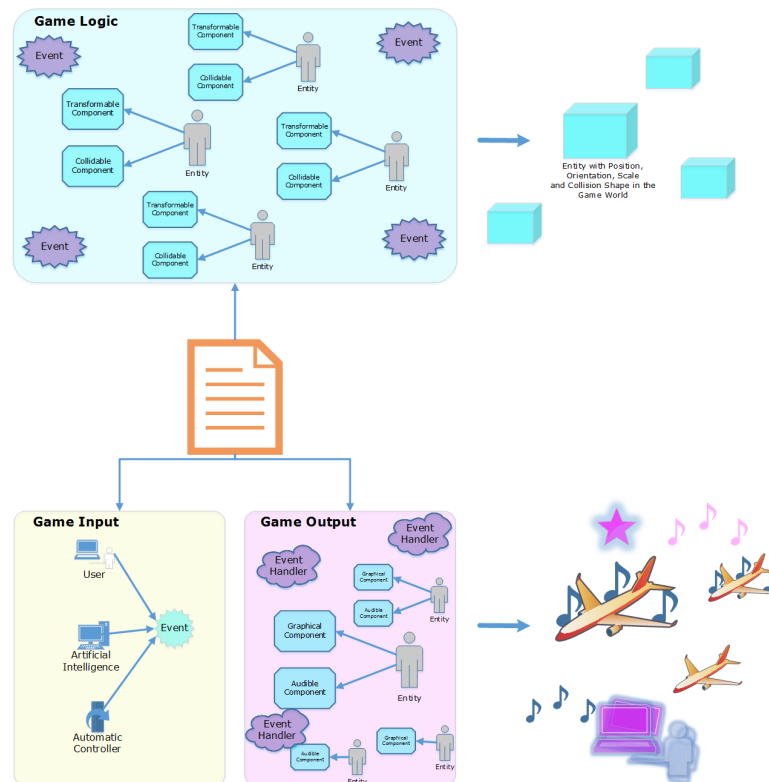 Game Logic
Event
Transformable
Component
Collidable
Component
Entity
Event
Transformable
Component
Collidable
Component
Entity
Transformable
Component
Collidable
Component
Entity
Transformable
Component
Collidable
Component
Entity
Event
Event
Entity with Position,
Orientation, Scale
and Collision Shape in the
Game World
Game Input
User
Artificial
Intelligence
Automatic
Controller
Event
Game Output
Event
Handler
Event
Handler
Graphical
Component
Audible
Component
Entity
Graphical
Component
Audible
Component
Entity
Event
Handler
Audible
Component
Entity
Graphical
Component
Entity